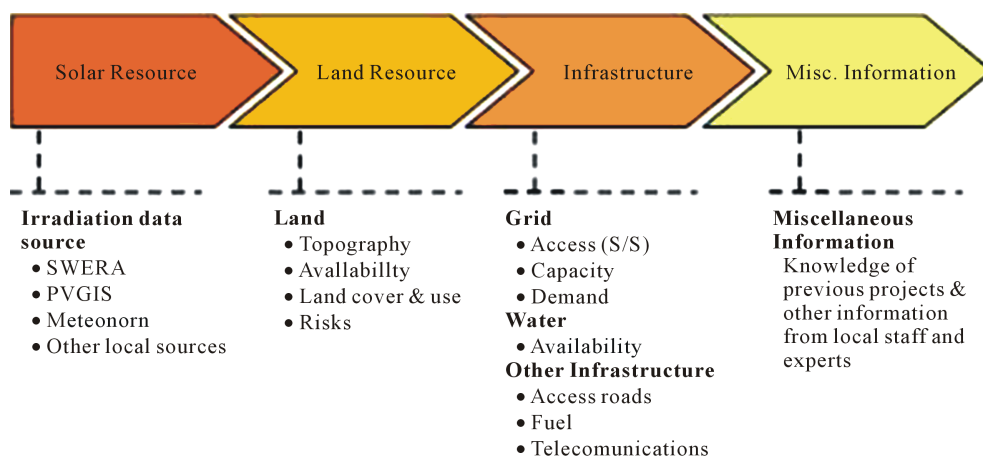 Solar Resource
Land Resource
Infrastructure
Misc. Information
Irradiation data
source
• SWERA
• PVGIS
• Meteonorn
• Other local sources
Land
• Topography
• Avallabillty
• Land cover & use
• Risks
Grid
• Access (S/S)
• Capacity
• Demand
Water
• Availability
Other Infrastructure
• Access roads
• Fuel
• Telecomunications
Miscellaneous
Information
Knowledge of
previous projects &
other information
from local staff and
experts